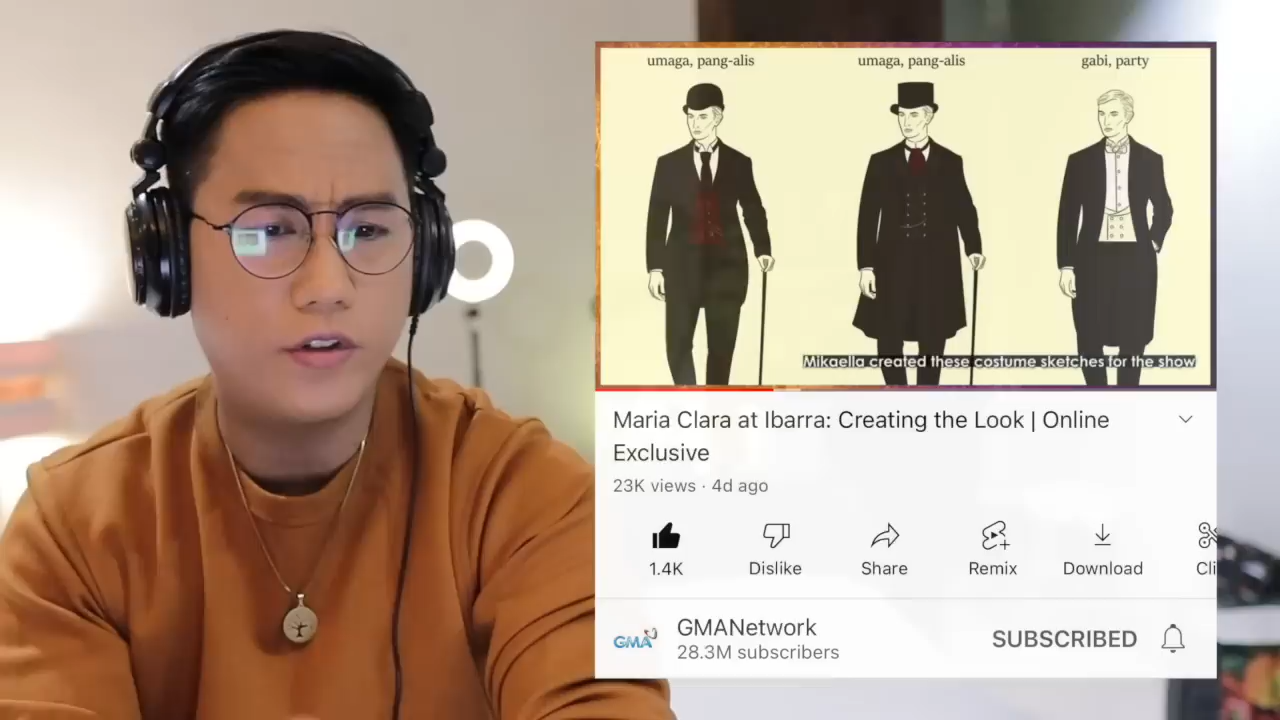 umaga, pang-alis
umaga, pang-alis
gabi, party
Mikaella created these costume sketches for the show
Maria Clara at Ibarra: Creating the Look | Online
Exclusive
23K views · 4d ago
1.4K
Dislike
Share
Remix
Download
Cli
GMA
GMANetwork
28.3M subscribers
SUBSCRIBED